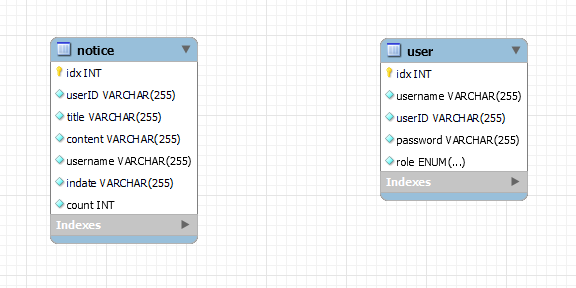 notice
idx INT
userID VARCHAR(255)
title VARCHAR(255)
content VARCHAR(255)
username VARCHAR(255)
indate VARCHAR(255)
count INT
Indexes
user
idx INT
username VARCHAR(255)
userID VARCHAR(255)
password VARCHAR(255)
role ENUM(...)
Indexes